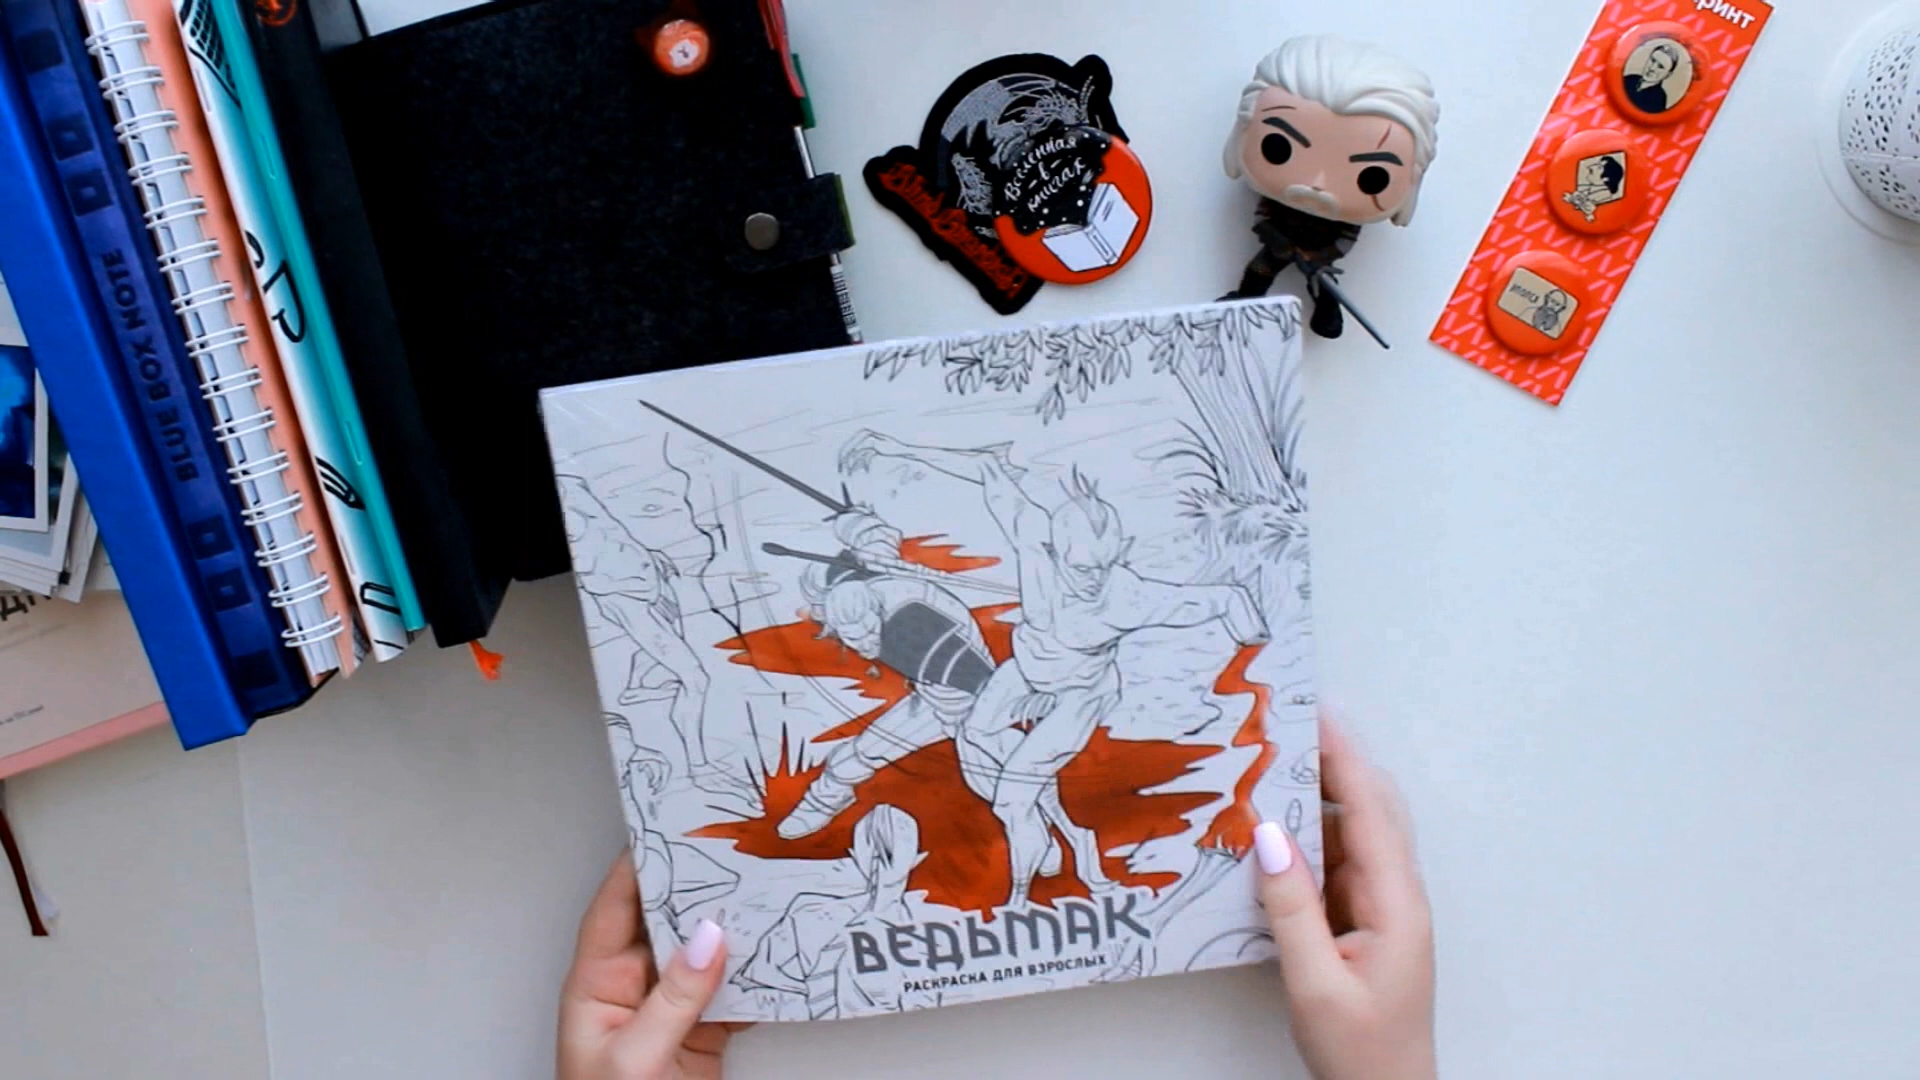 BLUE BOX NOTE
Вселенная
-в-
книгах
ринт
ВЕДЬМАК
РАСКРАСКА ДЛЯ ВЗРОСЛЫХ